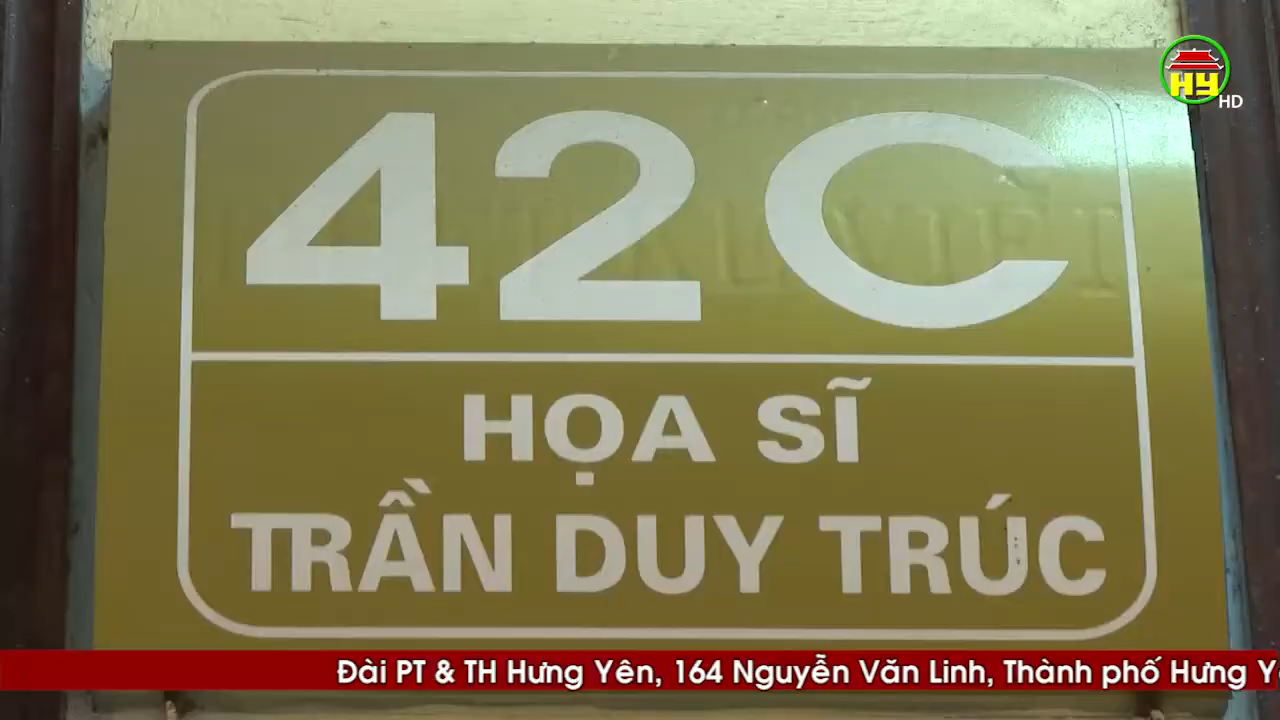 HY
HD
42C
HỌA SĨ
TRẦN DUY TRÚC
Đài PT & TH Hưng Yên, 164 Nguyễn Văn Linh, Thành phố Hưng